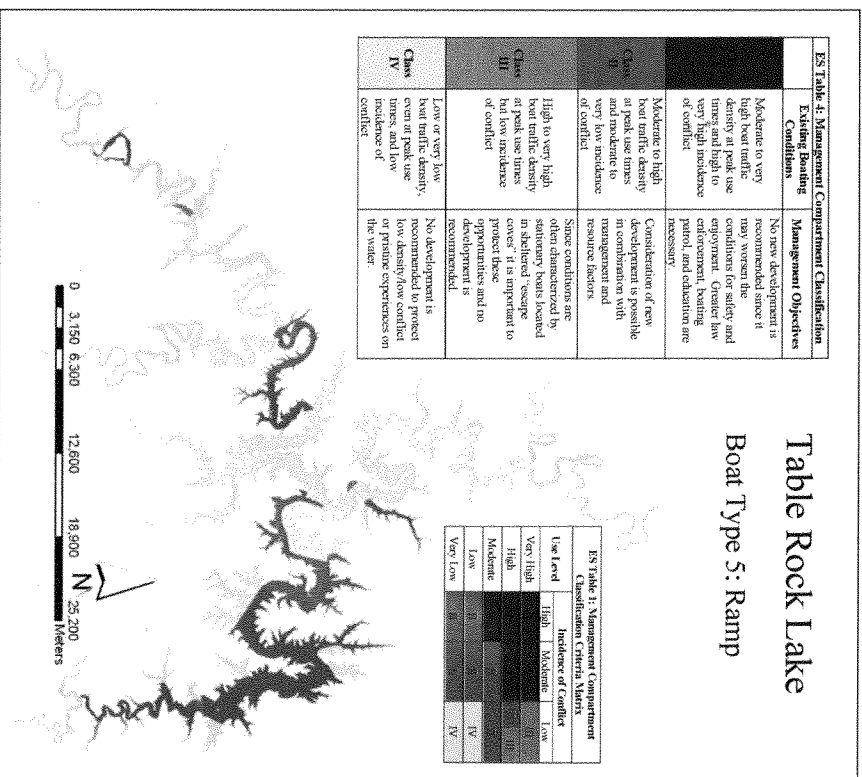 Table Rock Lake
Boat Type 5: Ramp
ES Table 4: Management Compartment Classification
Existing Boating
Conditions
Management Objectives
Moderate to very
high boat traffic
density at peak use
times and high to
very high incidence
of conflict
No new development is
recommended since it
may worsen the
conditions for safety and
enjoyment. Greater law
enforcement, boating
patrol, and education are
necessary
Class
II
Moderate to high
boat traffic density
at peak use times
and moderate to
very low incidence
of conflict
Consideration of new
development is possible
in combination with
management and
resource factors.
Class
III
High to very high
boat traffic density
at peak use times
but low incidence
of conflict
Since conditions are
often characterized by
stationary boats located
in sheltered "escape
coves" it is important to
protect these
opportunities and no
development is
recommended.
Class
IV
Low or very low
boat traffic density,
even at peak use
times, and low
incidence of
conflict
No development is
recommended to protect
low density/low conflict
or pristine experiences on
the water.
ES Table 1: Management Compartment
Classification Criteria Matrix
Use Level
Incidence of Conflict
High Moderate Low
Very High III
High III
Moderate
Low II II IV
Very Low II II IV
N
0 3,150 6,300 12,600 18,900 25,200
Meters